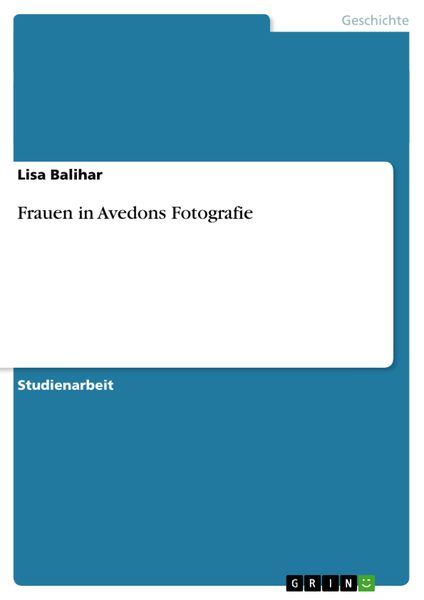 Geschichte
Lisa Balihar
Frauen in Avedons Fotografie
Studienarbeit
GRIN